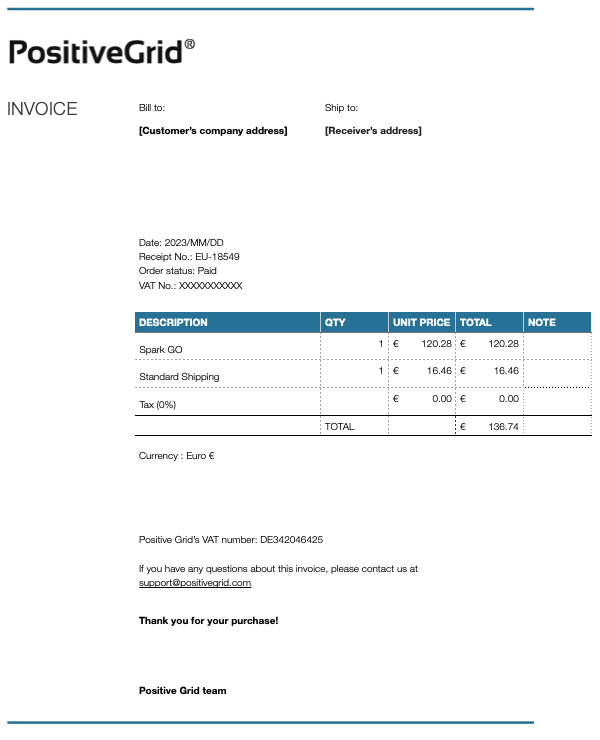 PositiveGrid®
INVOICE
Bill to:
Ship to:
[Customer's company address]
[Receiver's address]
Date: 2023/MM/DD
Receipt No.: EU-18549
Order status: Paid
VAT No.: XXXXXXXXXXX
DESCRIPTION QTY UNIT PRICE TOTAL NOTE
Spark GO 1 € 120.28 € 120.28
Standard Shipping 1 € 16.46 € 16.46
Tax (0%) € 0.00 € 0.00
TOTAL € 136.74
Currency : Euro €
Positive Grid's VAT number: DE342046425
If you have any questions about this invoice, please contact us at
support@positivegrid.com
Thank you for your purchase!
Positive Grid team